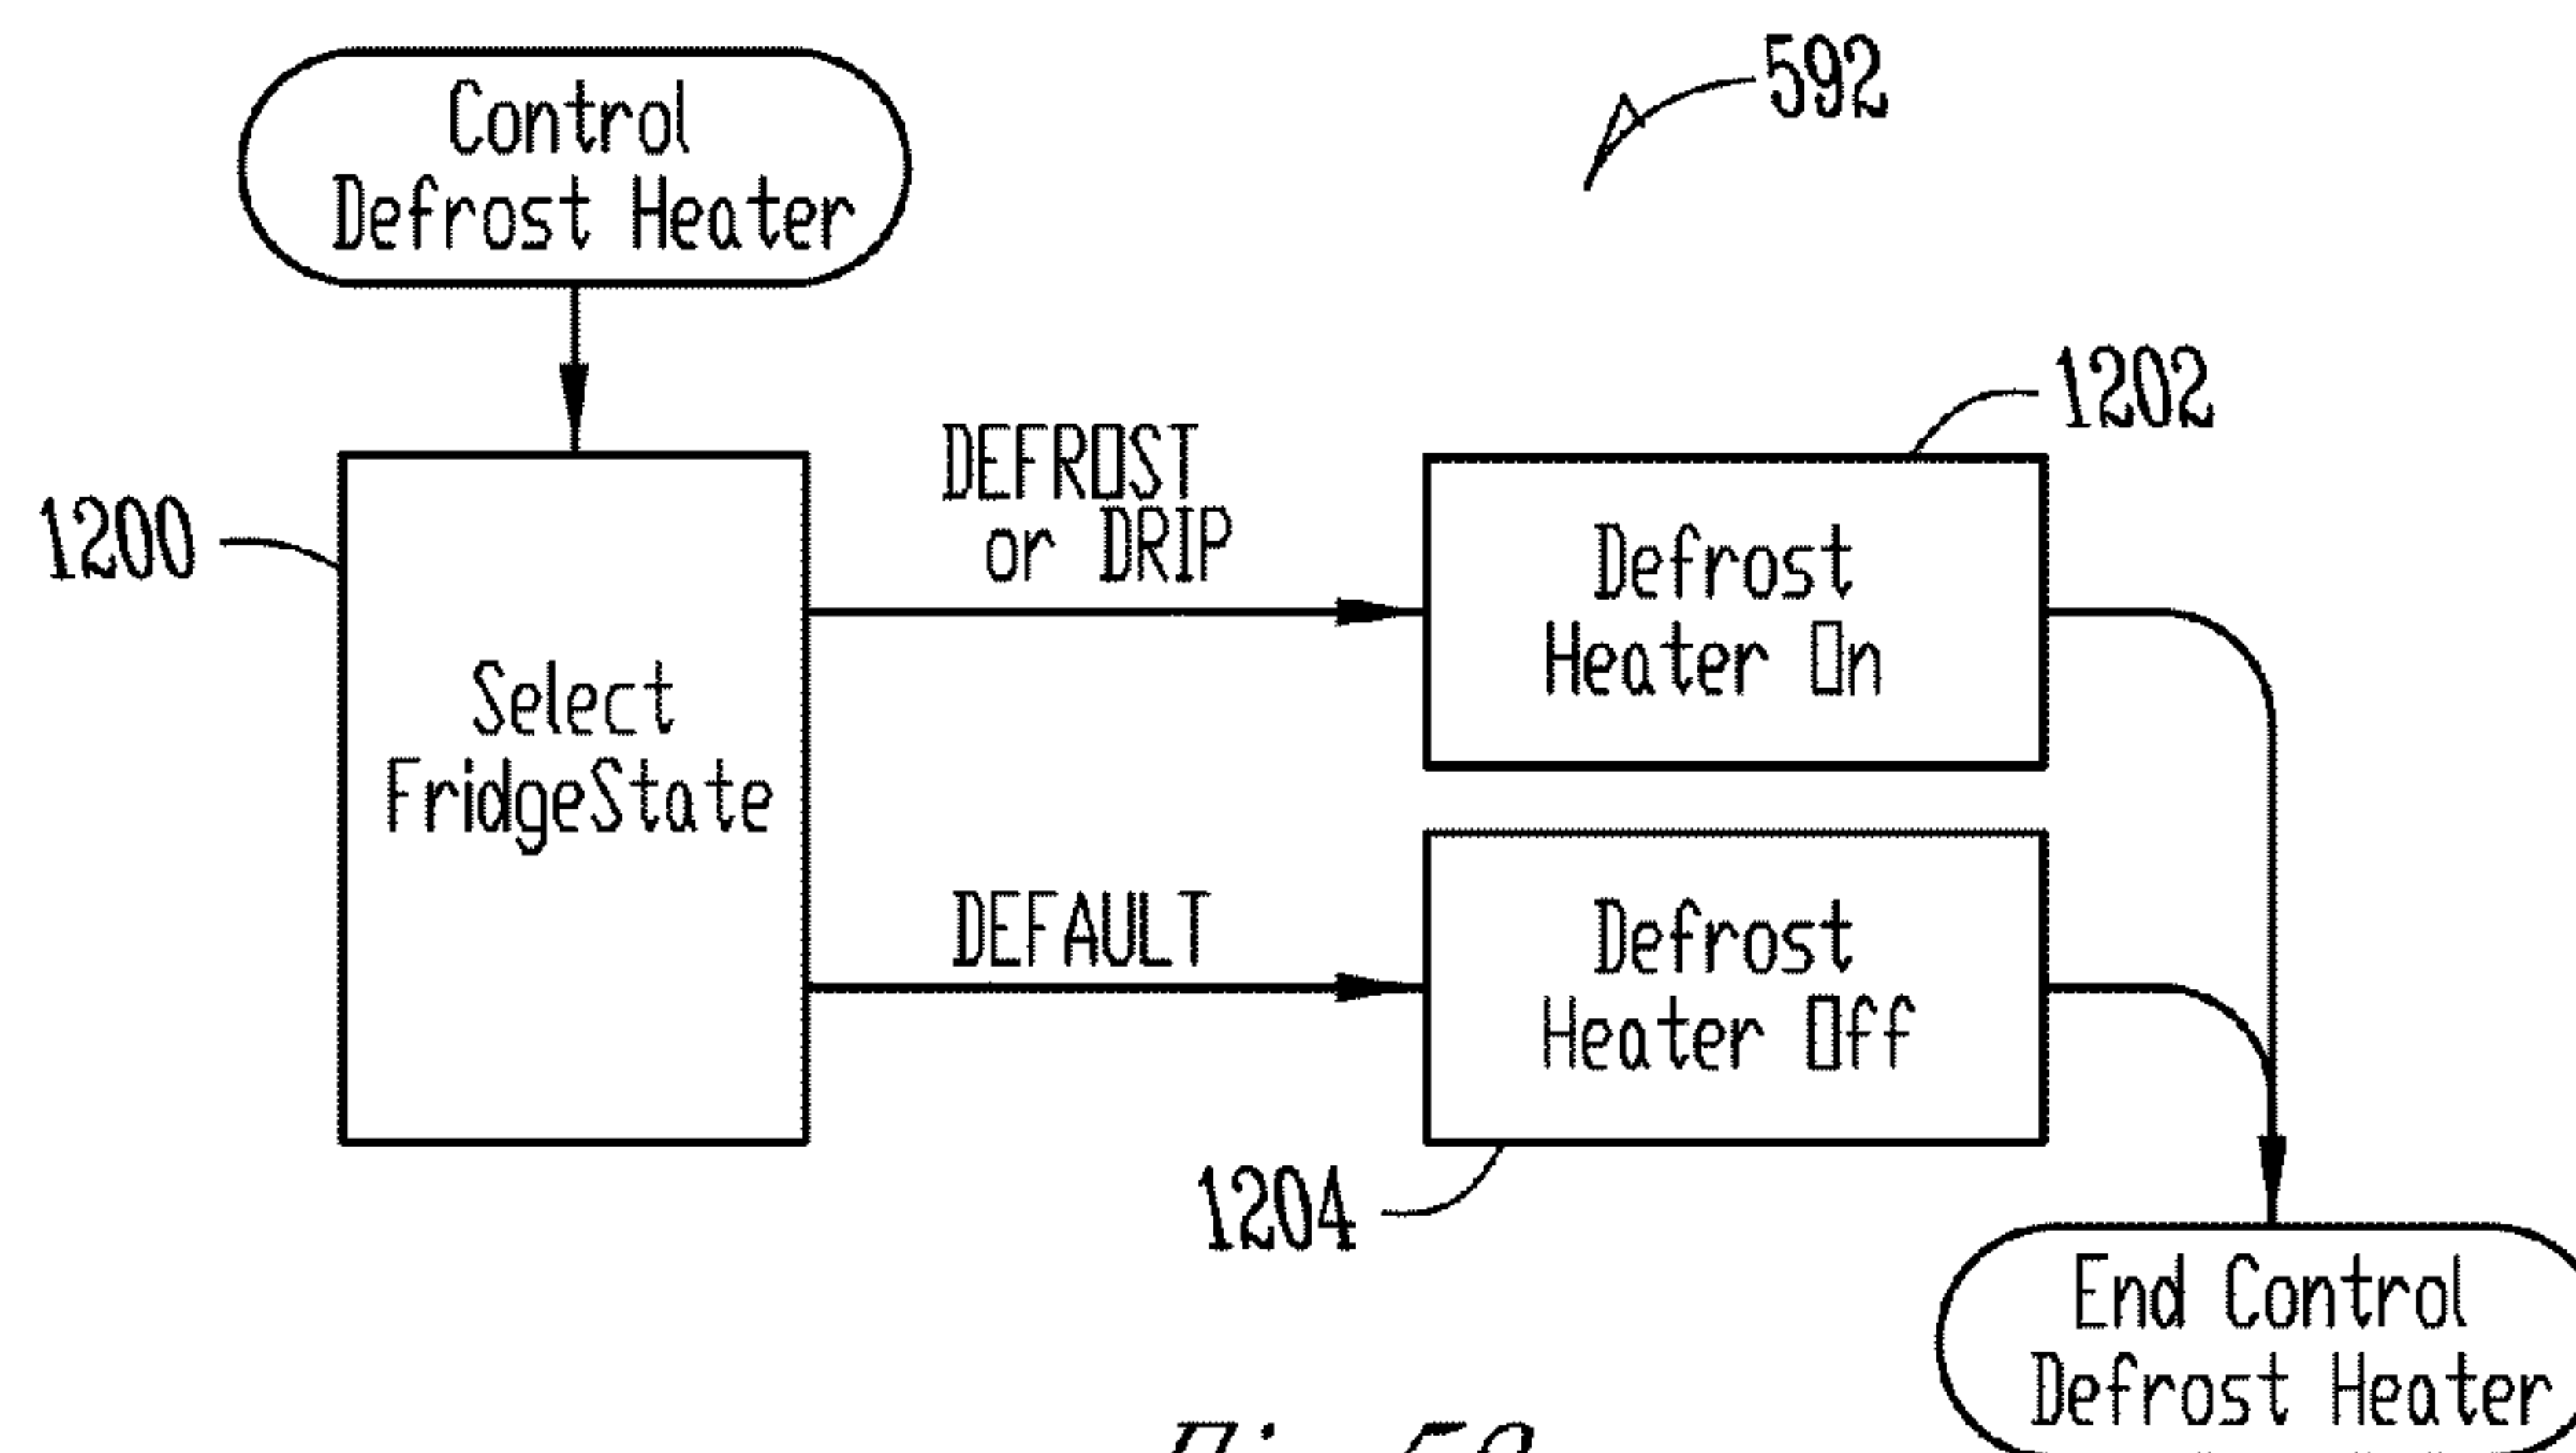 Control
Defrost Heater
592
1200
Select
FridgeState
DEFROST
or DRIP
1202
Defrost
Heater On
DEFAULT
Defrost
Heater Off
1204
End Control
Defrost Heater